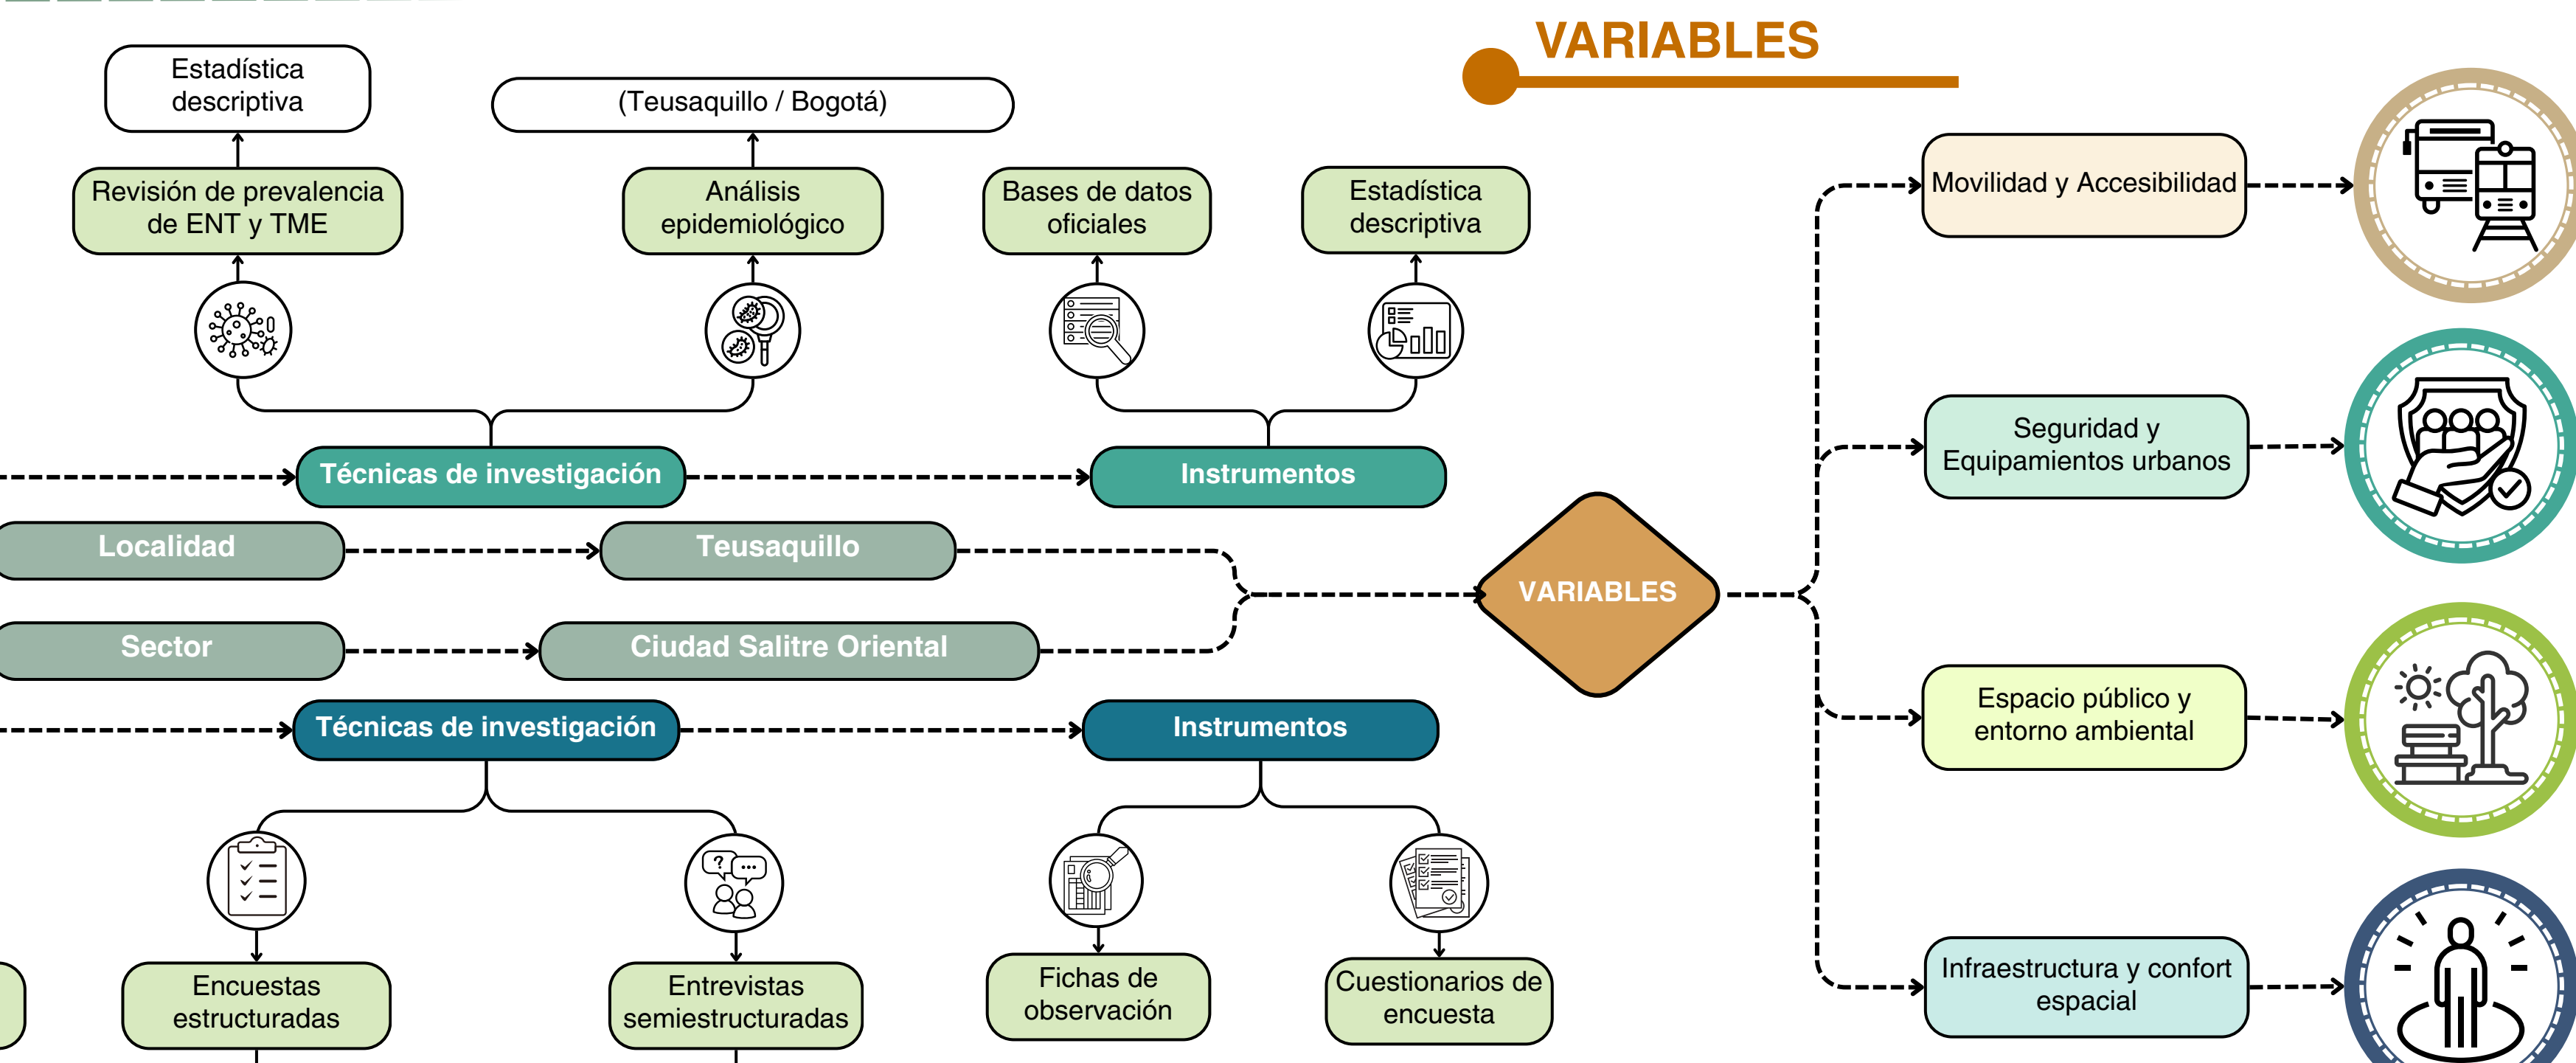 VARIABLES
Estadística
descriptiva
(Teusaquillo / Bogotá)
Revisión de prevalencia
de ENT y TME
Análisis
epidemiológico
Bases de datos
oficiales
Estadística
descriptiva
Movilidad y Accesibilidad
Técnicas de investigación
Instrumentos
Seguridad y
Equipamientos urbanos
Localidad
Teusaquillo
VARIABLES
Sector
Ciudad Salitre Oriental
Técnicas de investigación
Instrumentos
Espacio público y
entorno ambiental
Encuestas
estructuradas
Entrevistas
semiestructuradas
Fichas de
observación
Cuestionarios de
encuesta
Infraestructura y confort
espacial